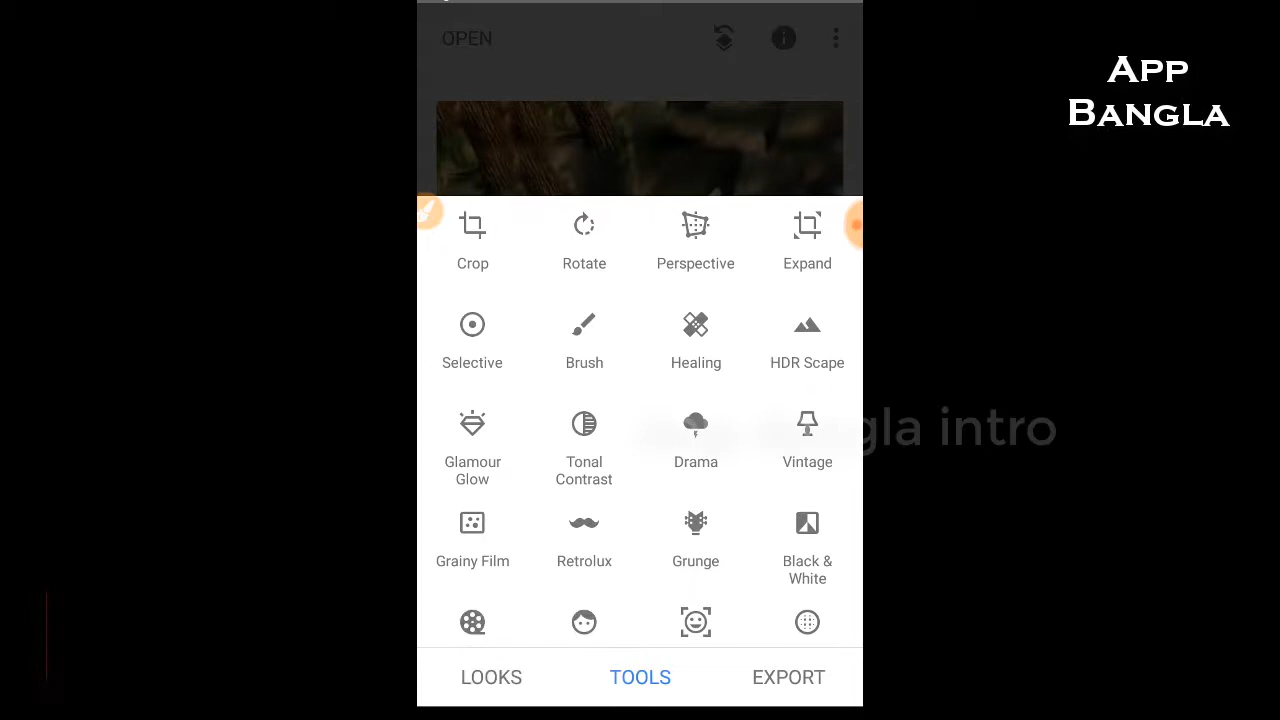 OPEN
App
Bangla
Crop
Rotate
Perspective
Expand
Selective
Brush
Healing
HDR Scape
gla intro
Glamour
Glow
Tonal
Contrast
Drama
Vintage
Grainy Film
Retrolux
Grunge
Black &
White
LOOKS
TOOLS
EXPORT